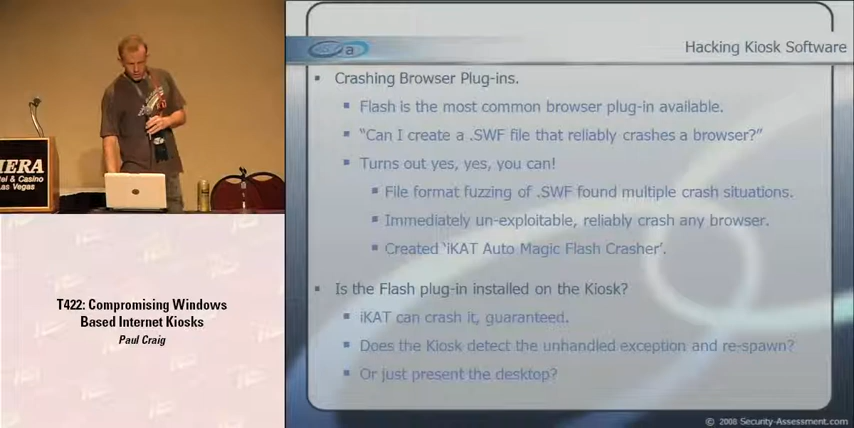 IERA
tel & Casino
as Vegas
T422: Compromising Windows
Based Internet Kiosks
Paul Craig
a
Hacking Kiosk Software
Crashing Browser Plug-ins.
Flash is the most common browser plug-in available.
“Can I create a .SWF file that reliably crashes a browser?”
Turns out yes, yes, you can!
File format fuzzing of .SWF found multiple crash situations.
Immediately un-exploitable, reliably crash any browser.
Created ‘iKAT Auto Magic Flash Crasher’.
Is the Flash plug-in installed on the Kiosk?
iKAT can crash it, guaranteed.
Does the Kiosk detect the unhandled exception and re-spawn?
Or just present the desktop?
© 2008 Security-Assessment.com